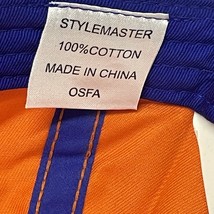 STYLEMASTER
100%COTTON
MADE IN CHINA
OSFA